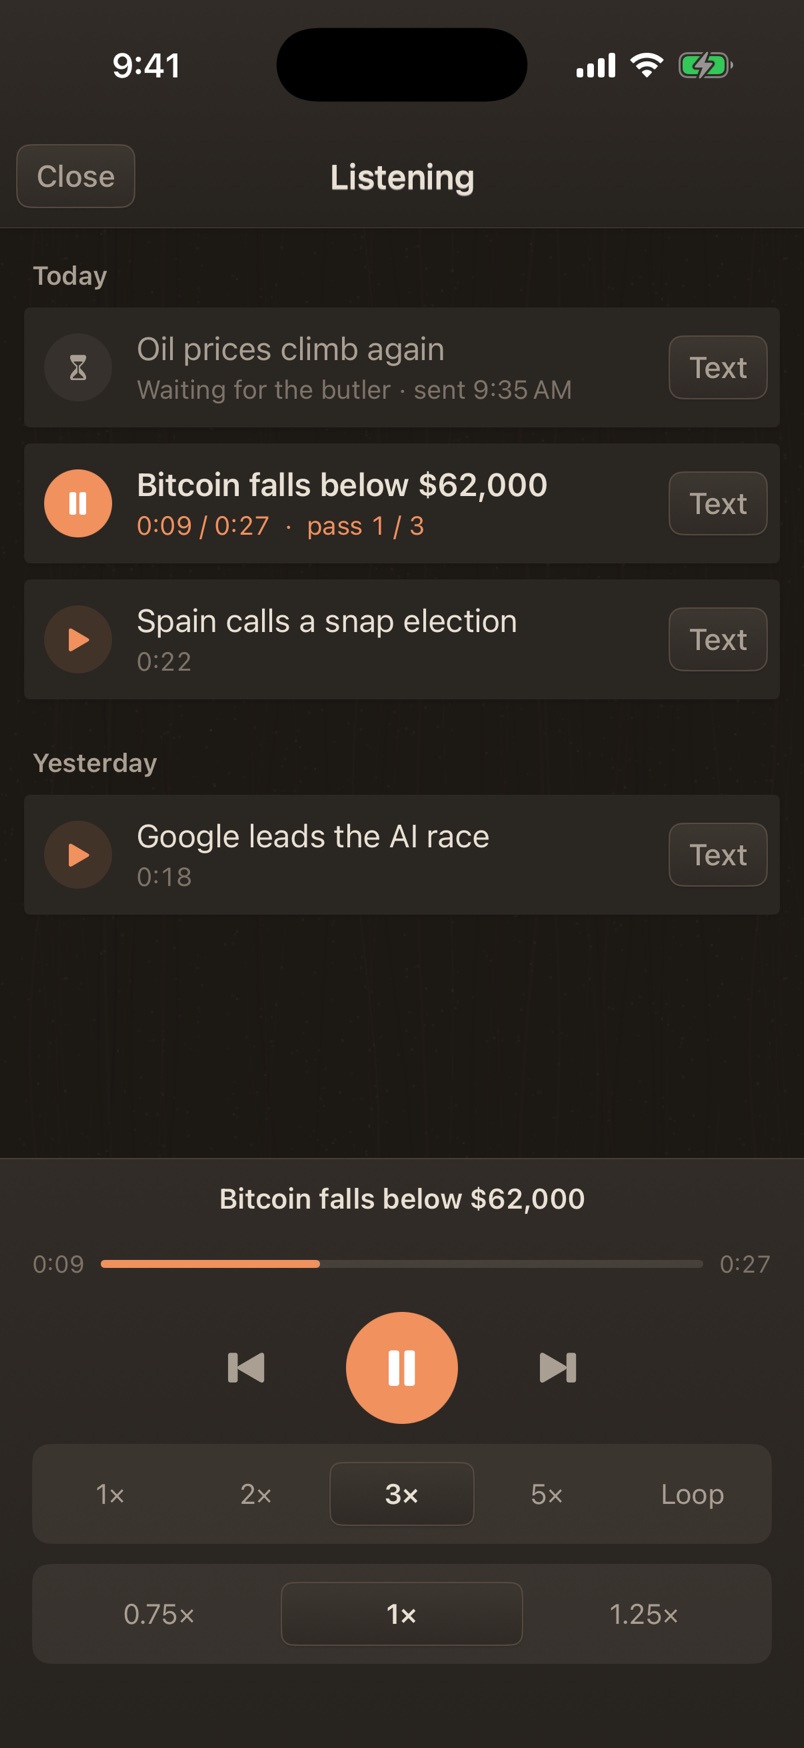 9:41
Close
Listening
Today
Oil prices climb again
Waiting for the butler · sent 9:35 AM
Text
Bitcoin falls below $62,000
0:09 / 0:27 · pass 1 / 3
Text
Spain calls a snap election
0:22
Text
Yesterday
Google leads the AI race
0:18
Text
Bitcoin falls below $62,000
0:09
0:27
1×
2×
3×
5×
Loop
0.75×
1×
1.25×